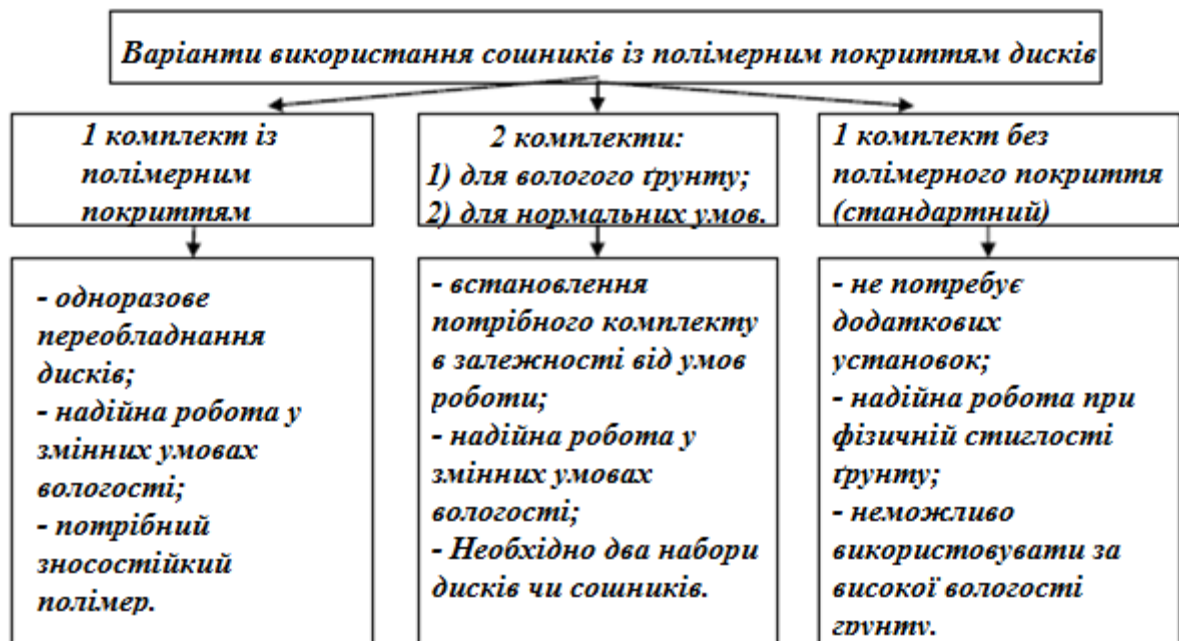 Варіанти використання сошників із полімерним покриттям дисків
1 комплект із
полімерним
покриттям
2 комплекти:
1) для вологого ґрунту;
2) для нормальних умов.
1 комплект без
полімерного покриття
(стандартний)
- одноразове
переобладнання
дисків;
- надійна робота у
змінних умовах
вологості;
- потрібний
зносостійкий
полімер.
- встановлення
потрібного комплекту
в залежності від умов
роботи;
- надійна робота у
змінних умовах
вологості;
- Необхідно два набори
дисків чи сошників.
- не потребує
додаткових
установок;
- надійна робота при
фізичній стиглості
ґрунту;
- неможливо
використовувати за
високої вологості
ґрунту.